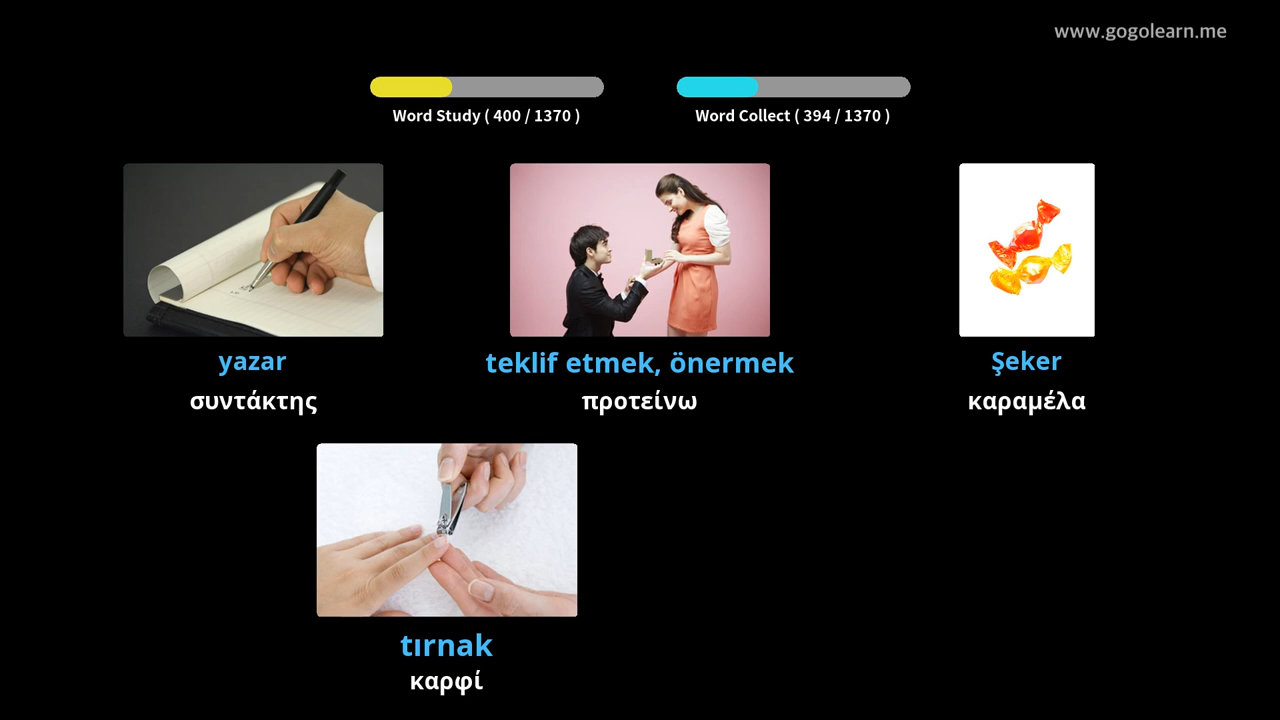 www.gogolearn.me
Word Study ( 400 / 1370 )
Word Collect ( 394 / 1370 )
yazar
συντάκτης
teklif etmek, önermek
προτείνω
Şeker
καραμέλα
tırnak
καρφί